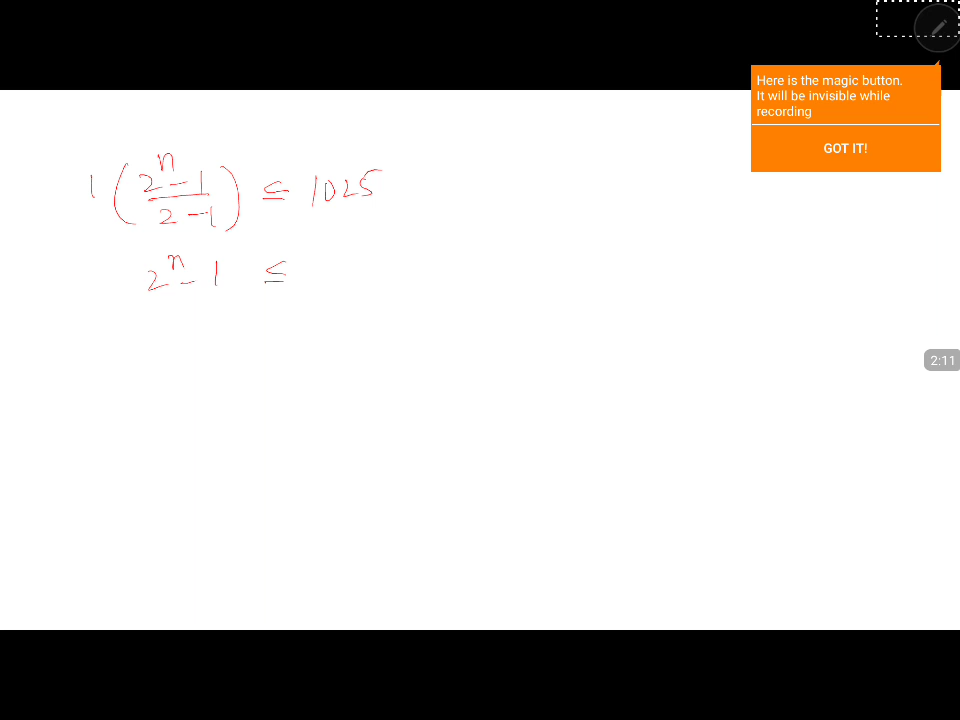 Here is the magic button.
It will be invisible while
recording
GOT IT!
1 ( 2^n - 1 / 2 - 1 ) ≤ 1025
2^n - 1 ≤
2:11